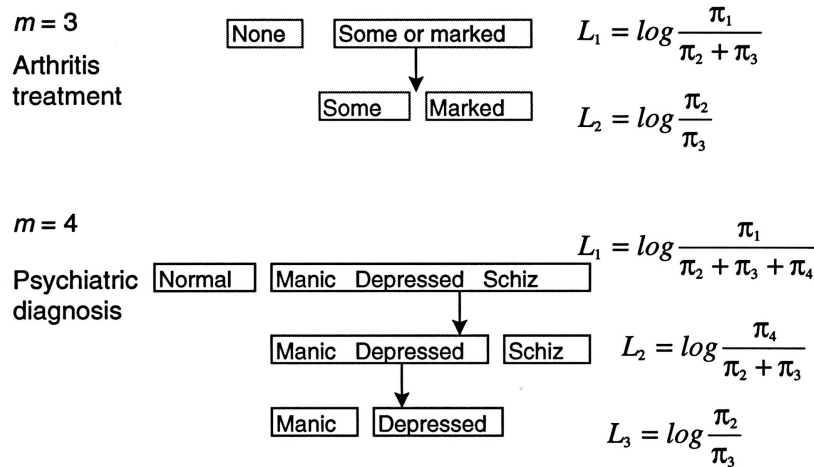 m = 3
None Some or marked
L₁ = log π₁ / (π₂ + π₃)
Arthritis
treatment
Some Marked
L₂ = log π₂ / π₃
m = 4
L₁ = log π₁ / (π₂ + π₃ + π₄)
Psychiatric
diagnosis
Normal Manic Depressed Schiz
Manic Depressed Schiz
L₂ = log π₄ / (π₂ + π₃)
Manic Depressed
L₃ = log π₂ / π₃